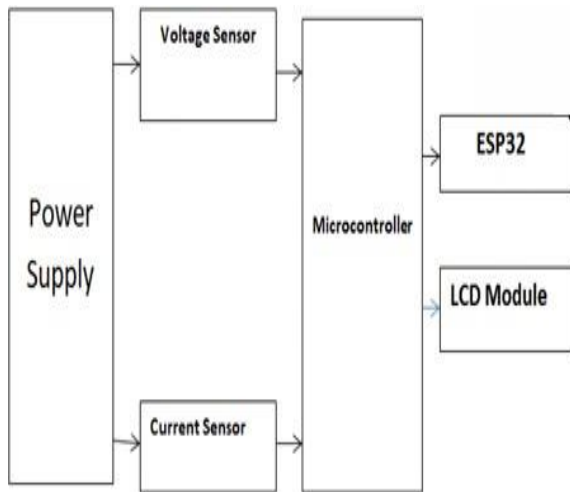 Power
Supply
Voltage Sensor
Current Sensor
Microcontroller
ESP32
LCD Module